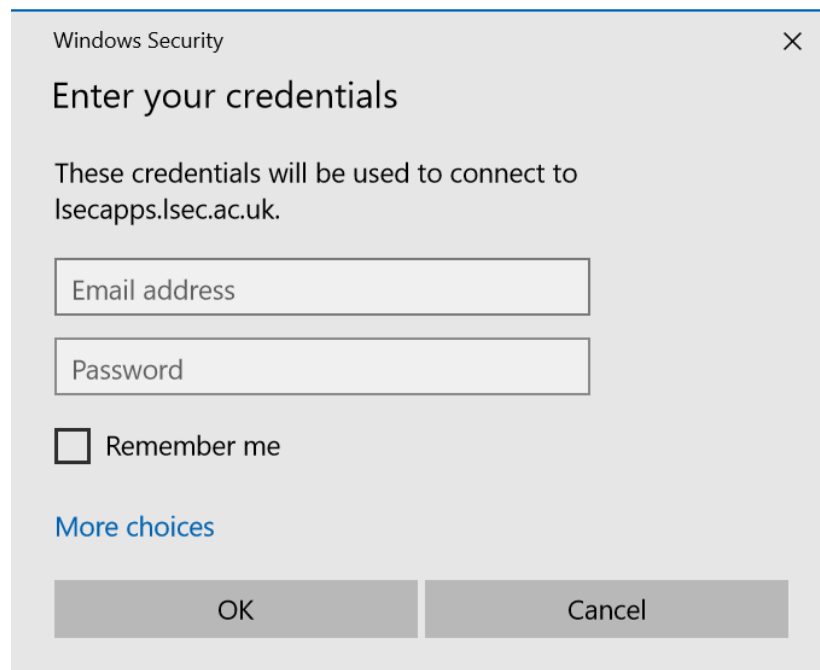 Windows Security
Enter your credentials
These credentials will be used to connect to
lsecapps.lsec.ac.uk.
Email address
Password
Remember me
More choices
OK
Cancel